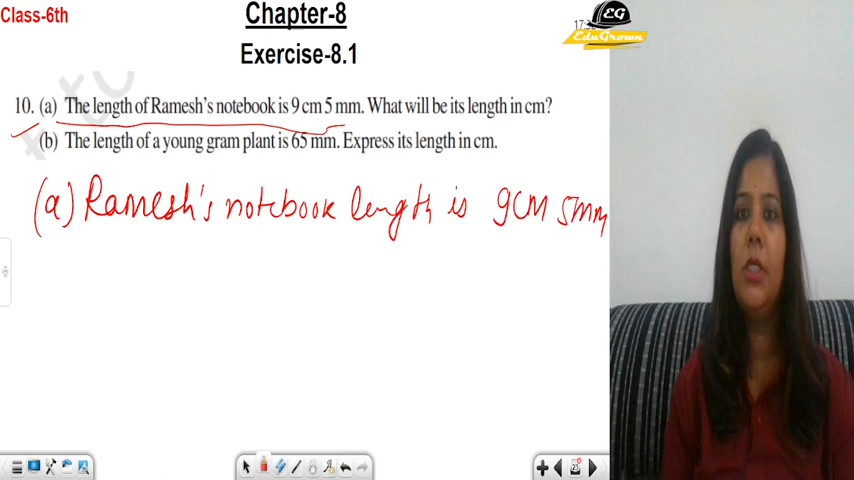 Class-6th
Chapter-8
Exercise-8.1
EG
EduGrown
10. (a) The length of Ramesh's notebook is 9 cm 5 mm. What will be its length in cm?
(b) The length of a young gram plant is 65 mm. Express its length in cm.
(a) Ramesh's notebook length is 9cm 5mm